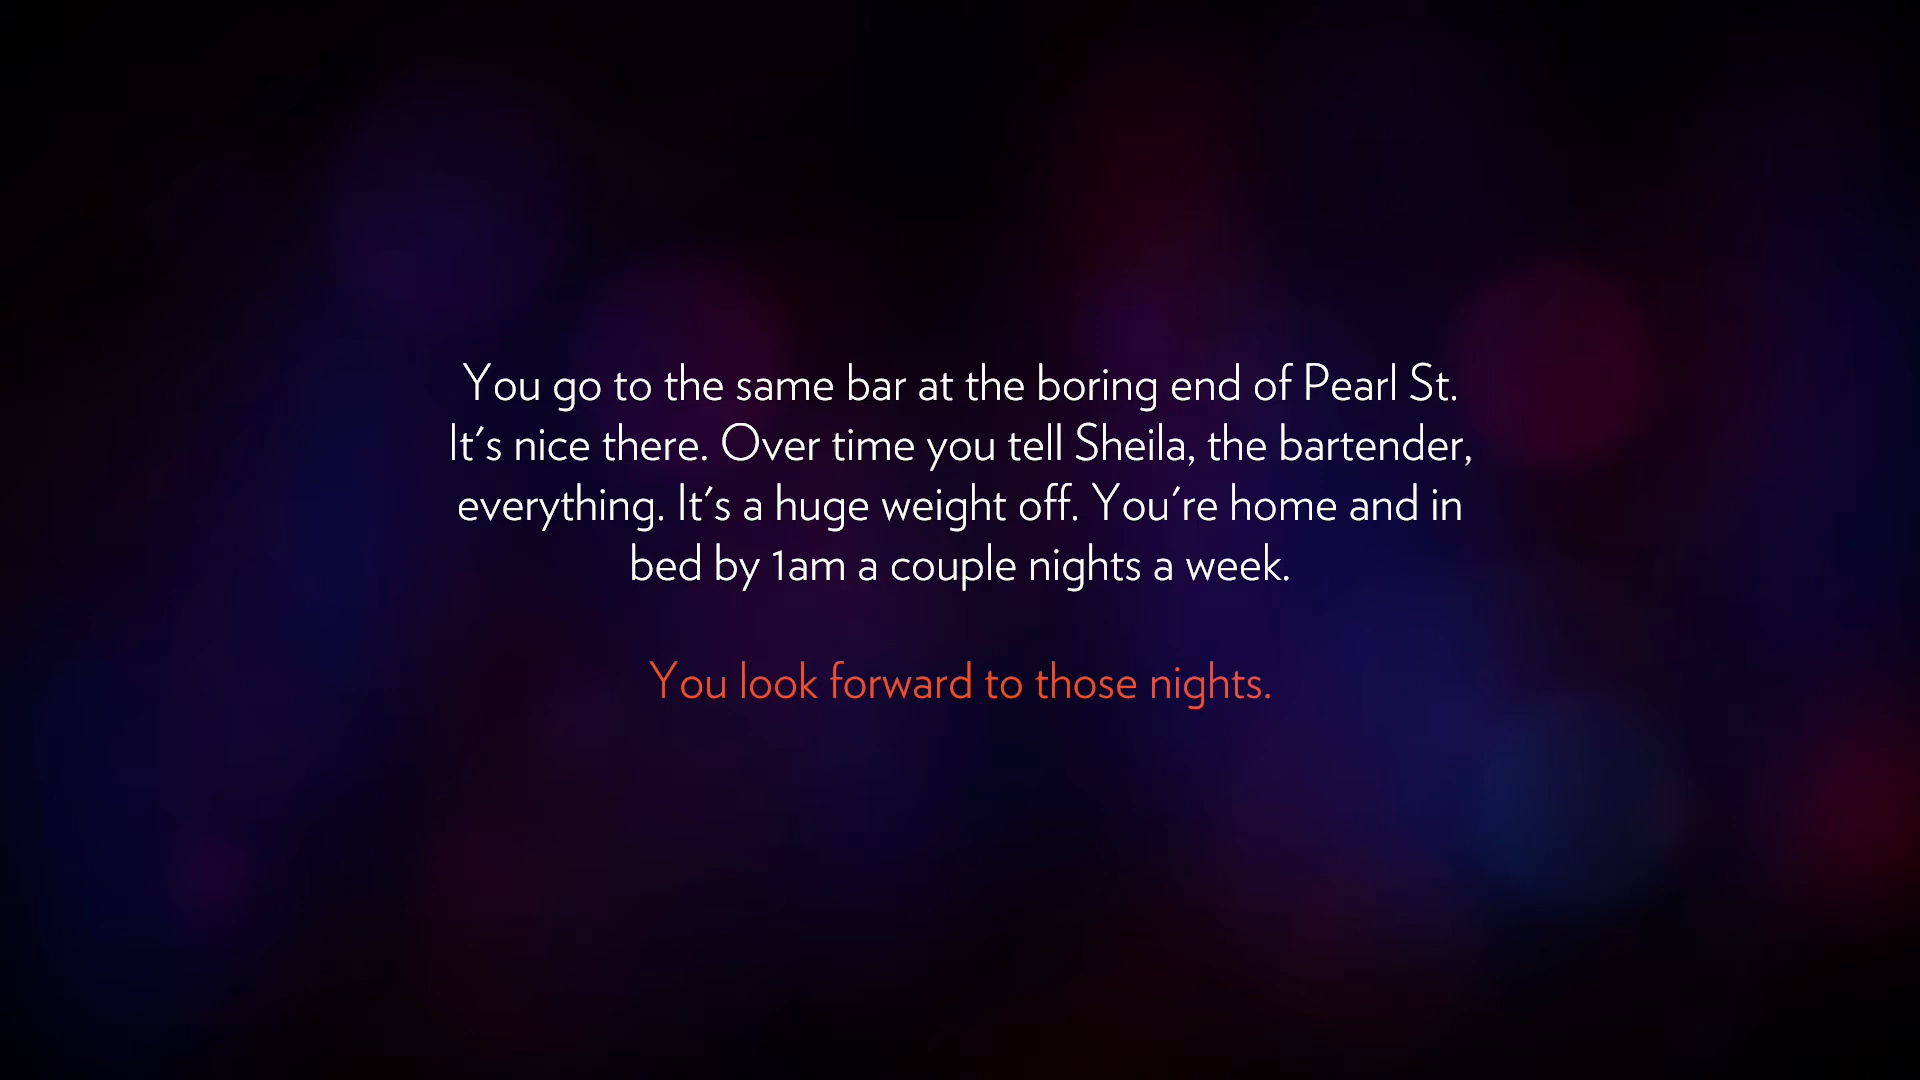 You go to the same bar at the boring end of Pearl St.
It's nice there. Over time you tell Sheila, the bartender,
everything. It's a huge weight off. You're home and in
bed by 1am a couple nights a week.
You look forward to those nights.